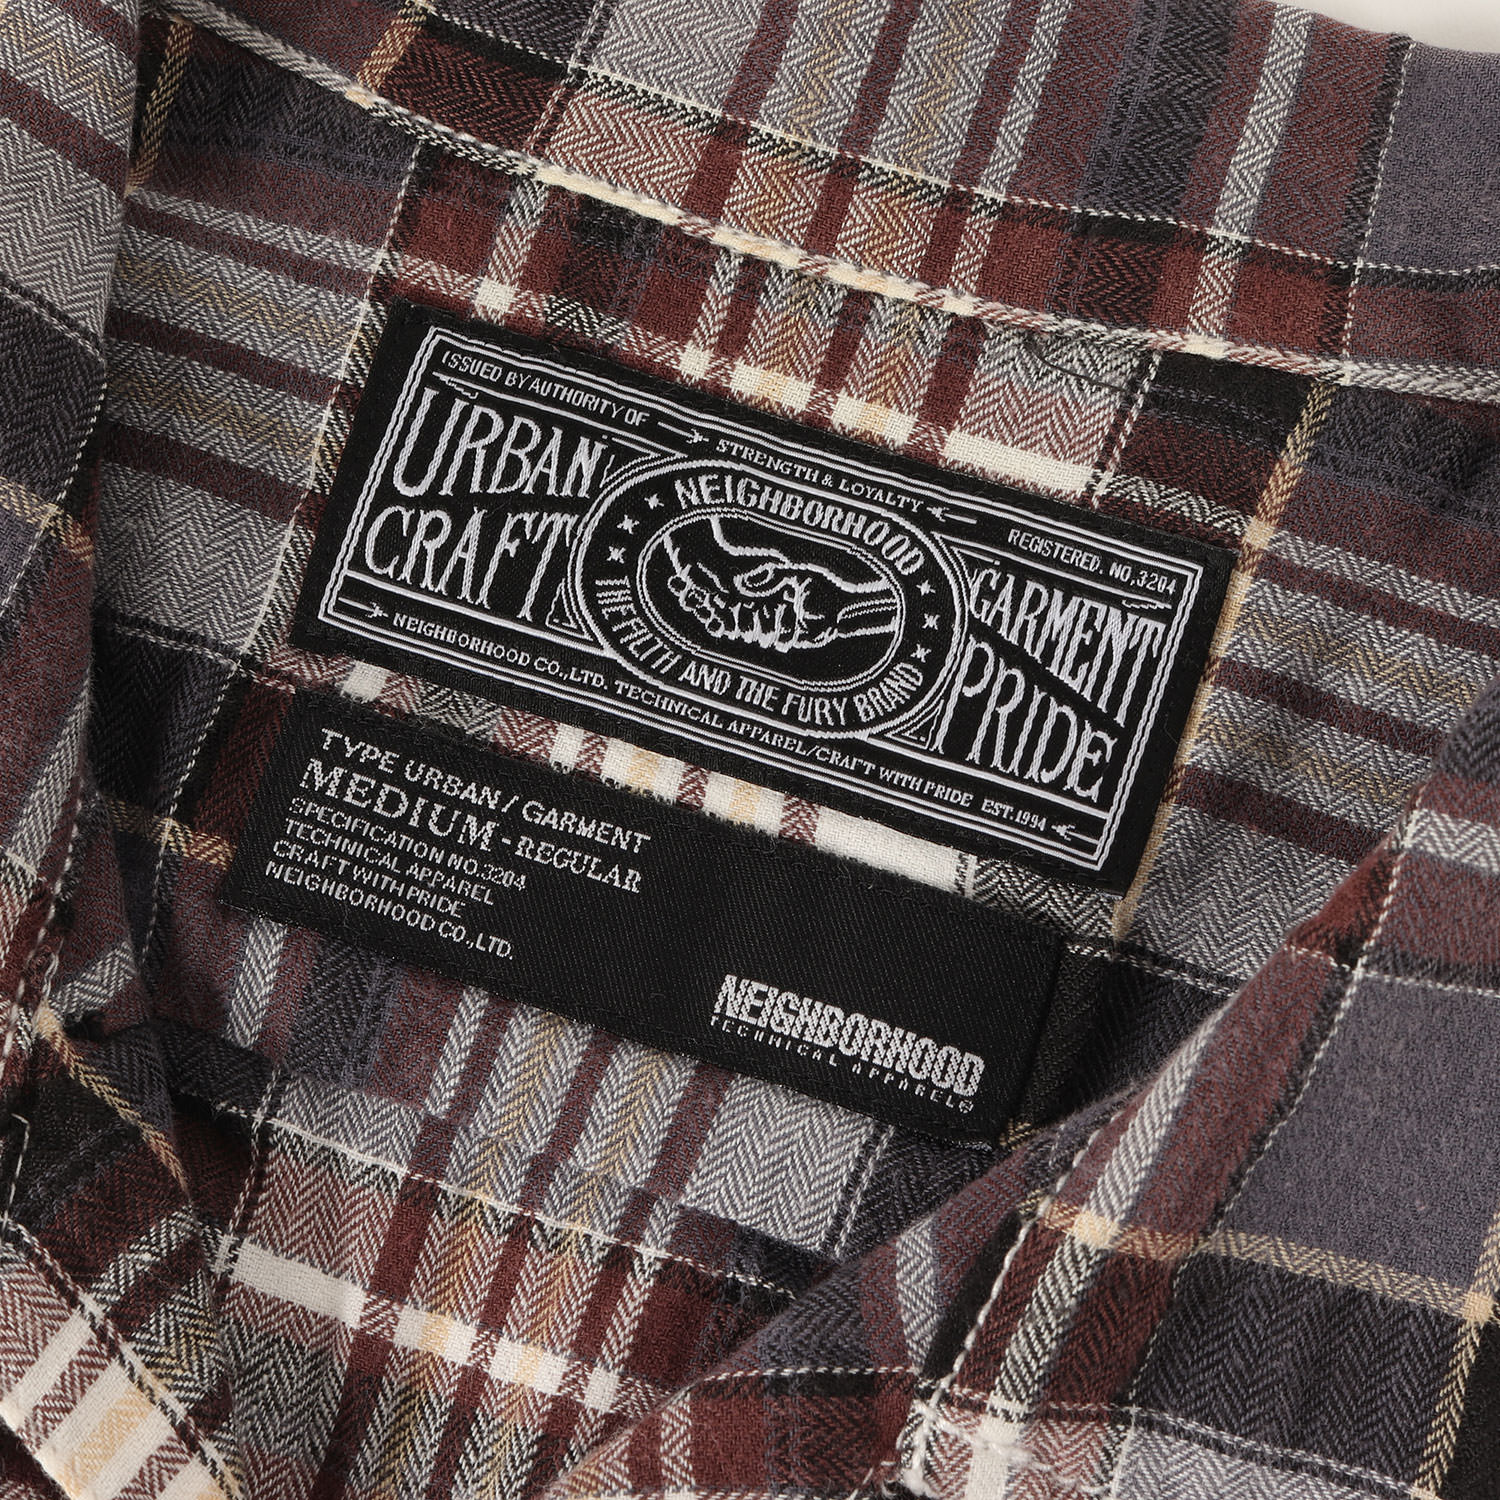 ISSUED BY AUTHORITY OF
STRENGTH & LOYALTY
REGISTERED. NO.3204
URBAN
CRAFT
NEIGHBORHOOD
THE FILTH AND THE FURY BRAND
GARMENT
PRIDE
NEIGHBORHOOD CO.,LTD. TECHNICAL APPAREL/CRAFT WITH PRIDE EST.1994
TYPE URBAN / GARMENT
MEDIUM-REGULAR
SPECIFICATION NO.3204
TECHNICAL APPAREL
CRAFT WITH PRIDE
NEIGHBORHOOD CO.,LTD.
NEIGHBORHOOD
TECHNICAL APPAREL®